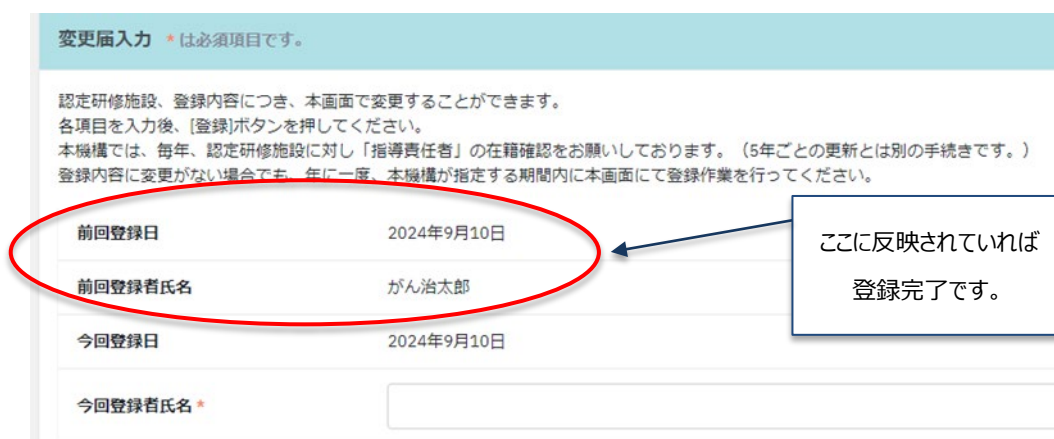 変更届入力 *は必須項目です。
認定研修施設、登録内容につき、本画面で変更することができます。
各項目を入力後、[登録]ボタンを押してください。
本機構では、毎年、認定研修施設に対し「指導責任者」の在籍確認をお願いしております。（5年ごとの更新とは別の手続きです。）
登録内容に変更がない場合でも、年に一度、本機構が指定する期間内に本画面にて登録作業を行ってください。
前回登録日 2024年9月10日
前回登録者氏名 がん治太郎
今回登録日 2024年9月10日
今回登録者氏名*
ここに反映されていれば
登録完了です。